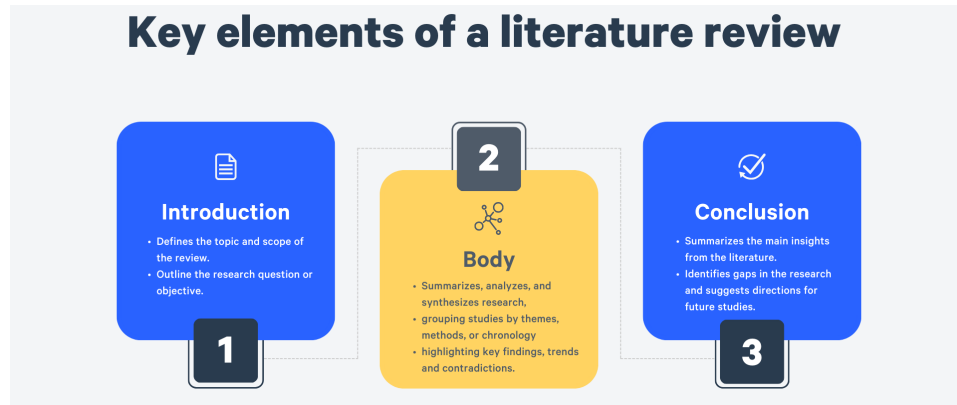 Key elements of a literature review
1
Introduction
• Defines the topic and scope of
the review.
• Outline the research question or
objective.
2
Body
• Summarizes, analyzes, and
synthesizes research,
• grouping studies by themes,
methods, or chronology
• highlighting key findings, trends
and contradictions.
3
Conclusion
• Summarizes the main insights
from the literature.
• Identifies gaps in the research
and suggests directions for
future studies.